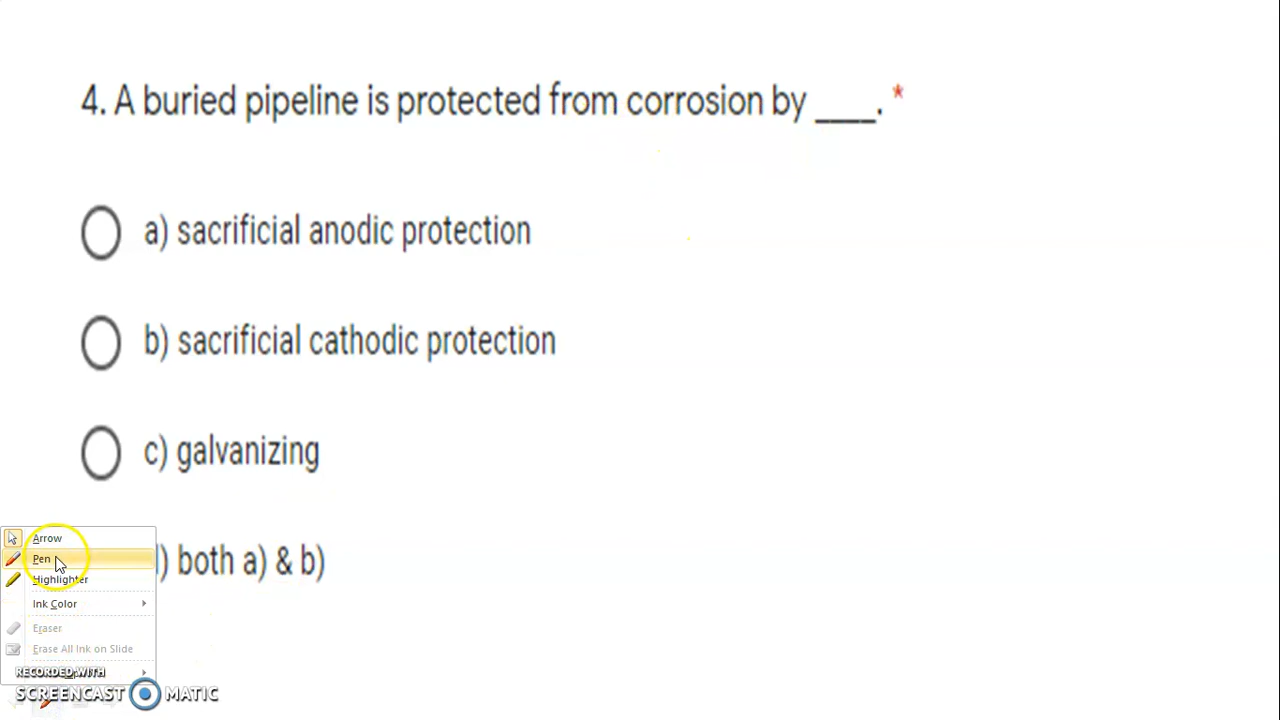 4. A buried pipeline is protected from corrosion by ____. *
a) sacrificial anodic protection
b) sacrificial cathodic protection
c) galvanizing
) both a) & b)
Arrow
Pen
Highlighter
Ink Color
Eraser
Erase All Ink on Slide
RECORDED WITH
SCREENCAST MATIC